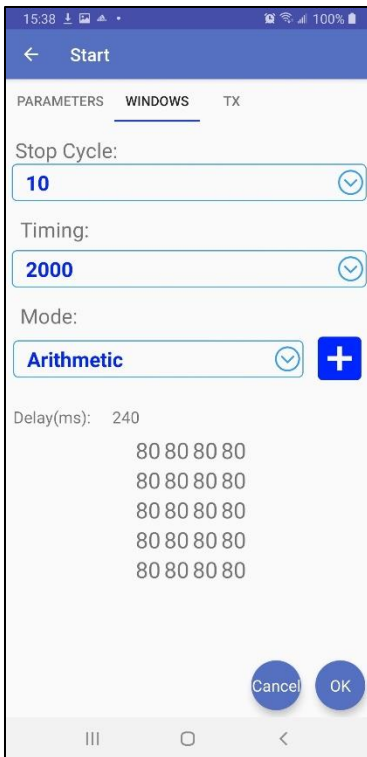 15:38 100%
Start
PARAMETERS WINDOWS TX
Stop Cycle:
10
Timing:
2000
Mode:
Arithmetic +
Delay(ms): 240
80 80 80 80
80 80 80 80
80 80 80 80
80 80 80 80
80 80 80 80
Cancel OK